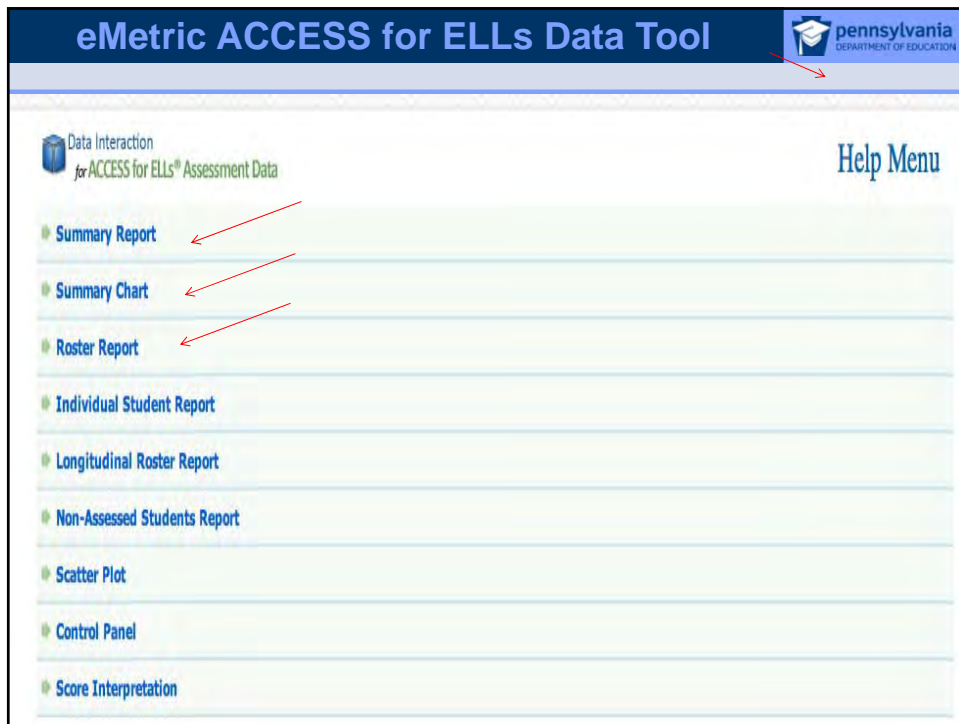 eMetric ACCESS for ELLs Data Tool
pennsylvania
DEPARTMENT OF EDUCATION
Data Interaction
for ACCESS for ELLs® Assessment Data
Help Menu
Summary Report
Summary Chart
Roster Report
Individual Student Report
Longitudinal Roster Report
Non-Assessed Students Report
Scatter Plot
Control Panel
Score Interpretation